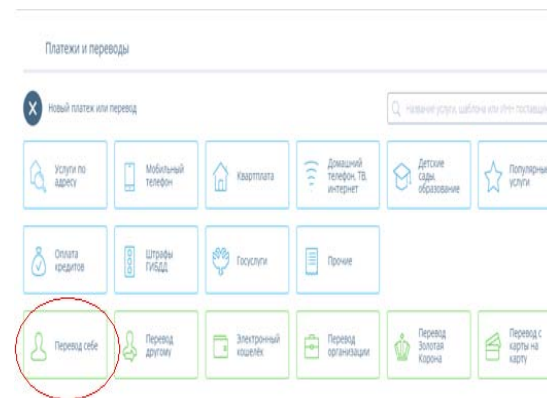 Платежи и переводы
Новый платеж или перевод
Название услуги, шаблона или ИНН поставщик
Услуги по
адресу
Мобильный
телефон
Квартплата
Домашний
телефон, ТВ,
интернет
Детские
сады,
образование
Популярные
услуги
Оплата
кредитов
Штрафы
ГИБДД
Госуслуги
Прочие
Перевод себе
Перевод
другому
Электронный
кошелёк
Перевод
организации
Перевод
Золотая
Корона
Перевод с
карты на
карту